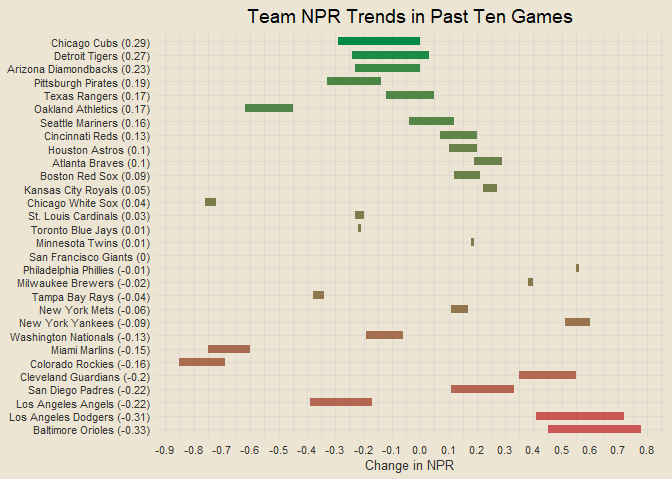 Team NPR Trends in Past Ten Games
Chicago Cubs (0.29)
Detroit Tigers (0.27)
Arizona Diamondbacks (0.23)
Pittsburgh Pirates (0.19)
Texas Rangers (0.17)
Oakland Athletics (0.17)
Seattle Mariners (0.16)
Cincinnati Reds (0.13)
Houston Astros (0.1)
Atlanta Braves (0.1)
Boston Red Sox (0.09)
Kansas City Royals (0.05)
Chicago White Sox (0.04)
St. Louis Cardinals (0.03)
Toronto Blue Jays (0.01)
Minnesota Twins (0.01)
San Francisco Giants (0)
Philadelphia Phillies (-0.01)
Milwaukee Brewers (-0.02)
Tampa Bay Rays (-0.04)
New York Mets (-0.06)
New York Yankees (-0.09)
Washington Nationals (-0.13)
Miami Marlins (-0.15)
Colorado Rockies (-0.16)
Cleveland Guardians (-0.2)
San Diego Padres (-0.22)
Los Angeles Angels (-0.22)
Los Angeles Dodgers (-0.31)
Baltimore Orioles (-0.33)
-0.9 -0.8 -0.7 -0.6 -0.5 -0.4 -0.3 -0.2 -0.1 0.0 0.1 0.2 0.3 0.4 0.5 0.6 0.7 0.8
Change in NPR